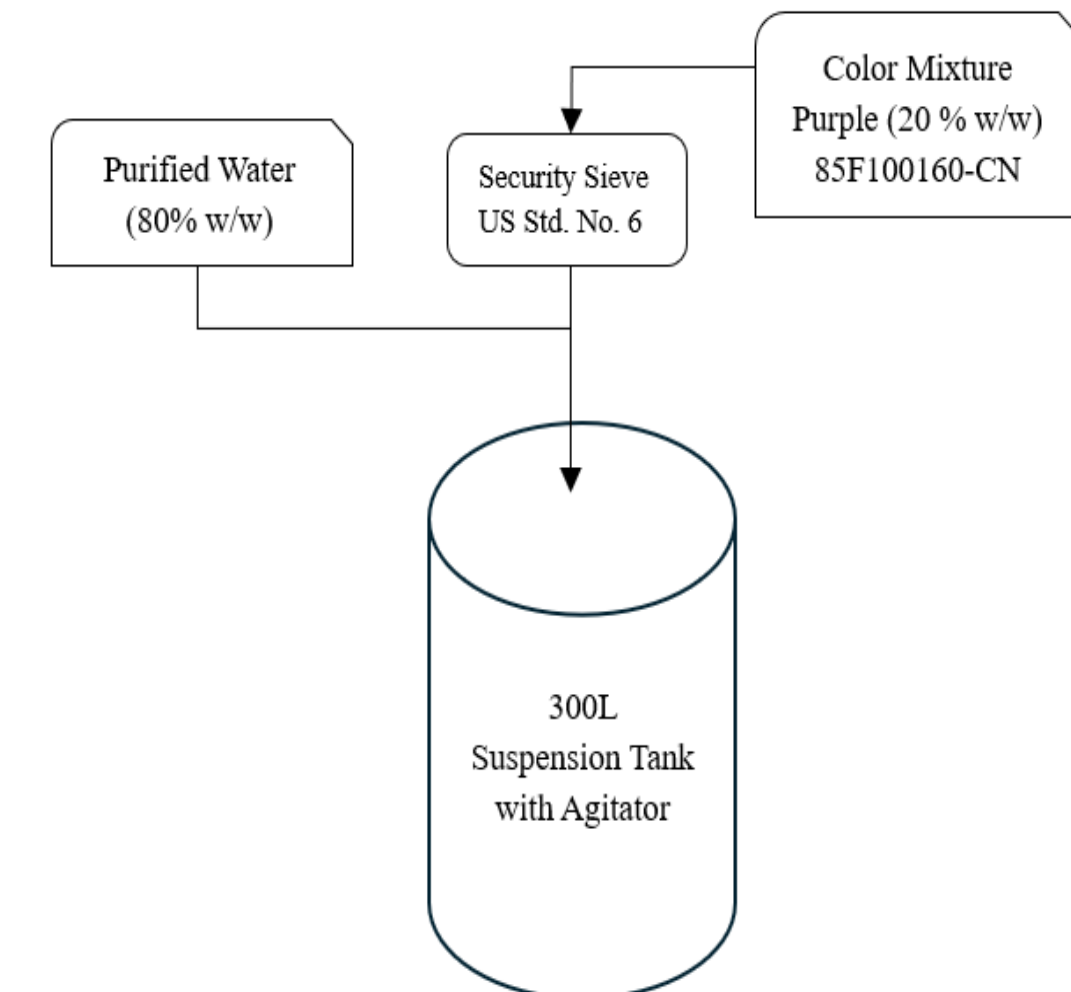 Color Mixture
Purple (20 % w/w)
85F100160-CN
Purified Water
(80% w/w)
Security Sieve
US Std. No. 6
300L
Suspension Tank
with Agitator